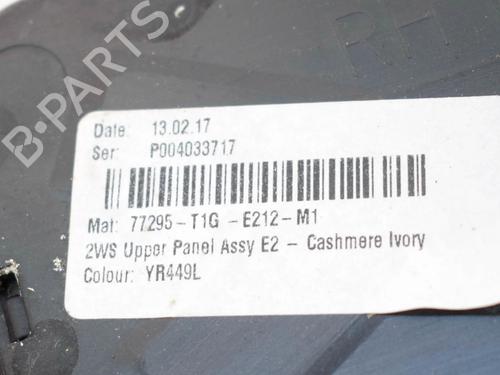 B-PARTS
RH
Date: 13.02.17
Ser: P004033717
Mat: 77295-T1G -E212-M1
2WS Upper Panel Assy E2 - Cashmere Ivory
Colour: YR449L